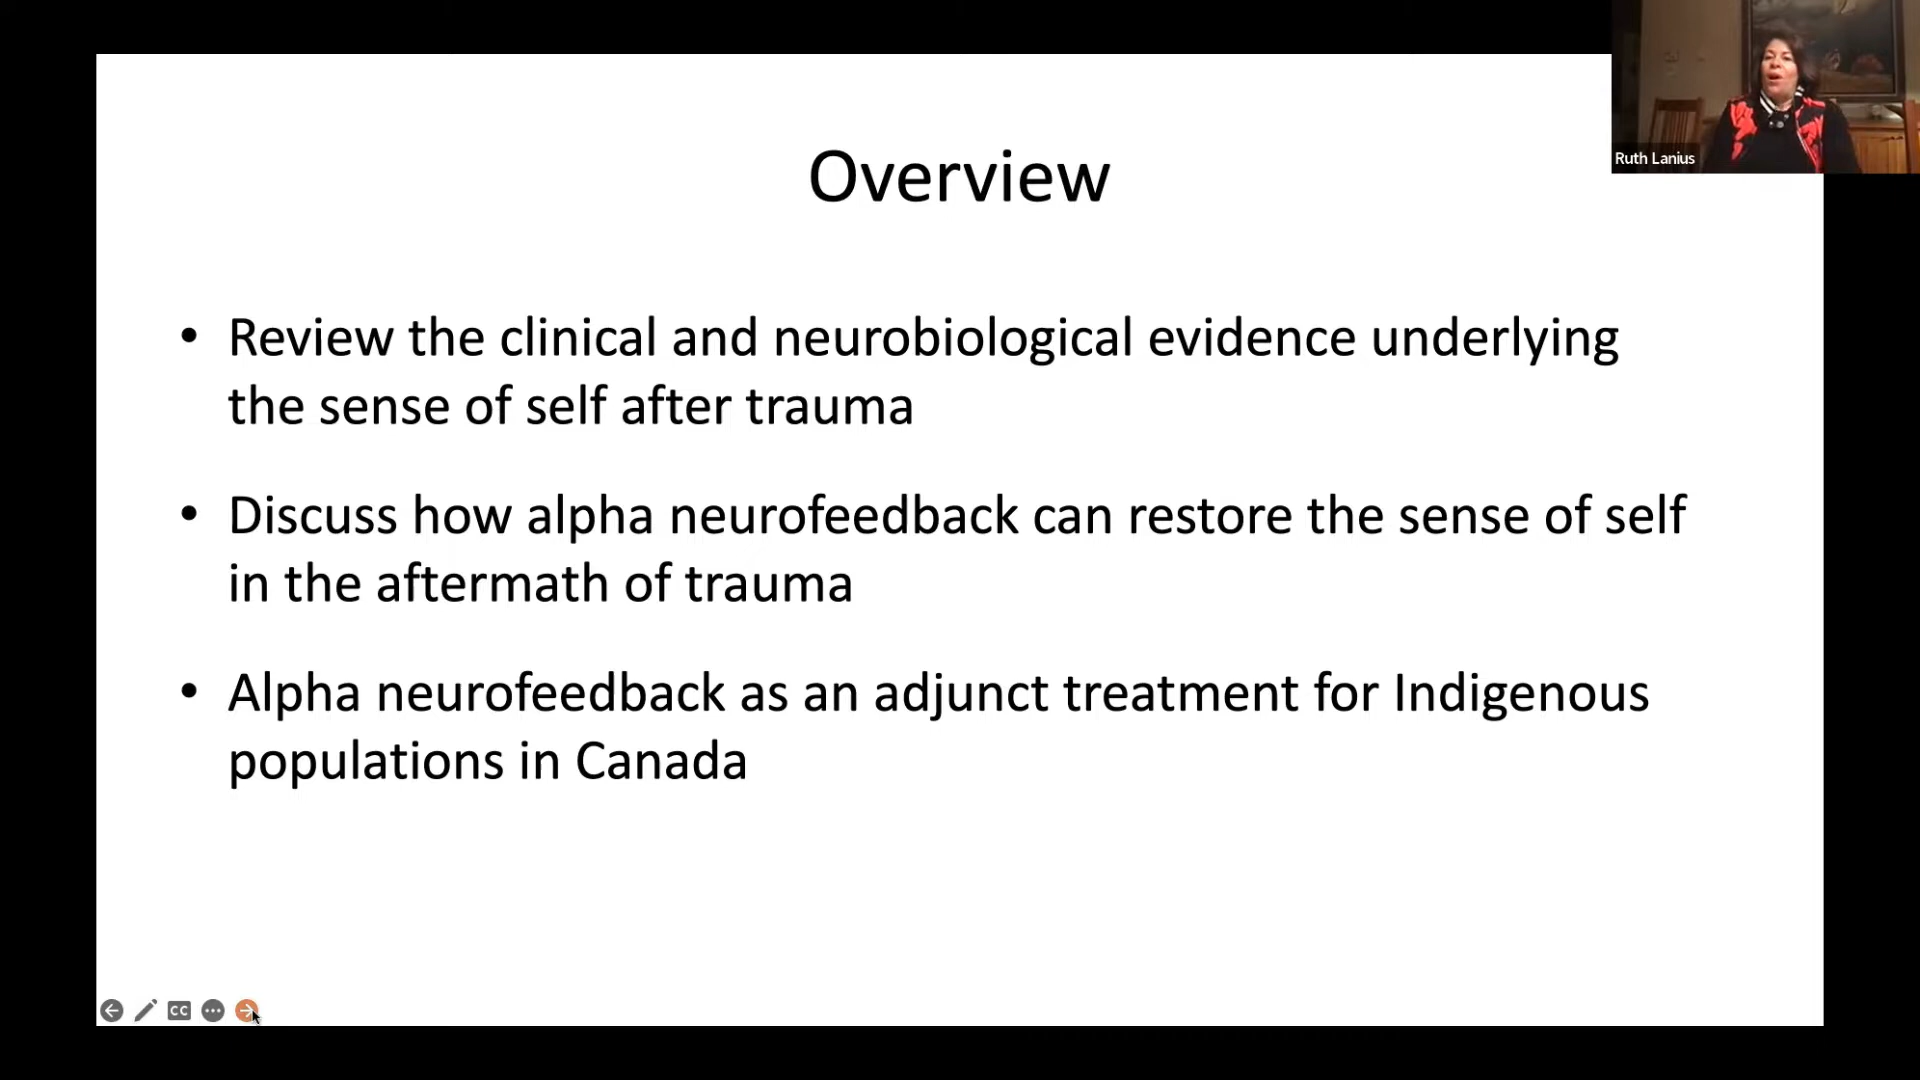 Overview
Ruth Lanius
• Review the clinical and neurobiological evidence underlying
the sense of self after trauma
• Discuss how alpha neurofeedback can restore the sense of self
in the aftermath of trauma
• Alpha neurofeedback as an adjunct treatment for Indigenous
populations in Canada
CC